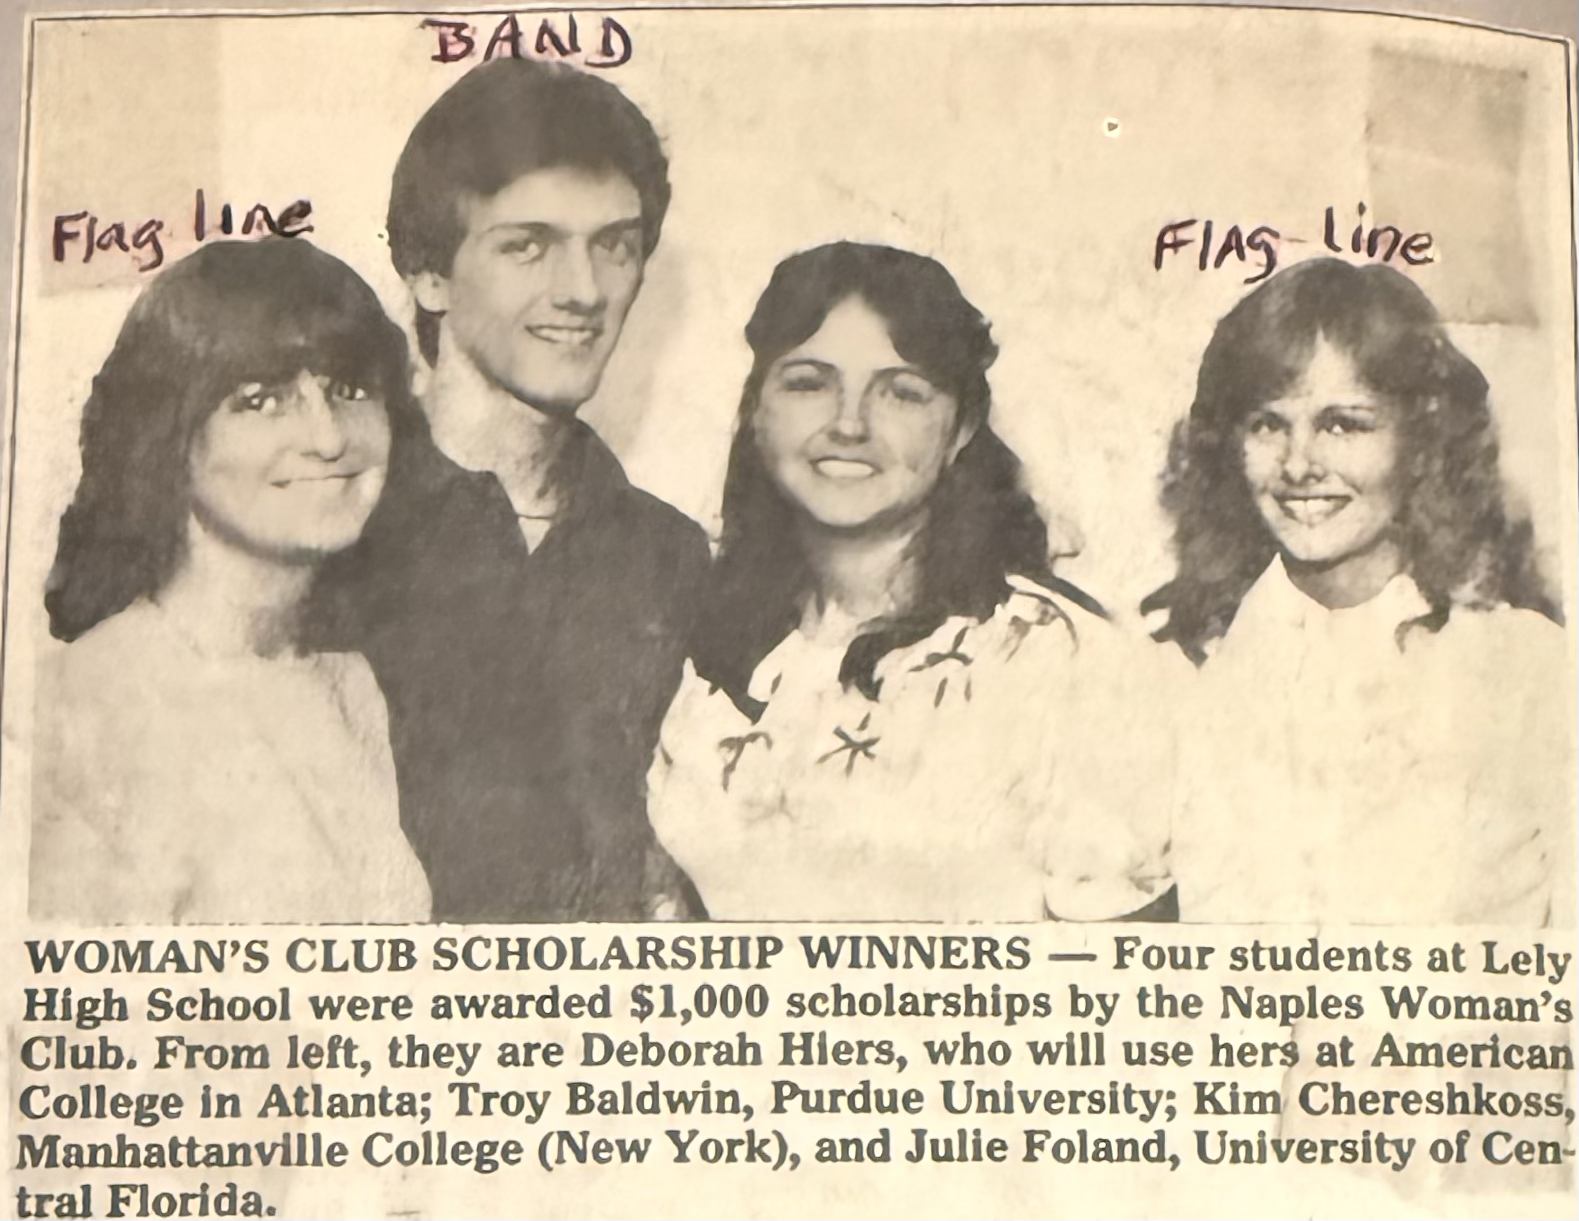 BAND
Flag line
FlAg-line
WOMAN'S CLUB SCHOLARSHIP WINNERS — Four students at Lely
High School were awarded $1,000 scholarships by the Naples Woman's
Club. From left, they are Deborah Hiers, who will use hers at American
College in Atlanta; Troy Baldwin, Purdue University; Kim Chereshkoss,
Manhattanville College (New York), and Julie Foland, University of Cen-
tral Florida.